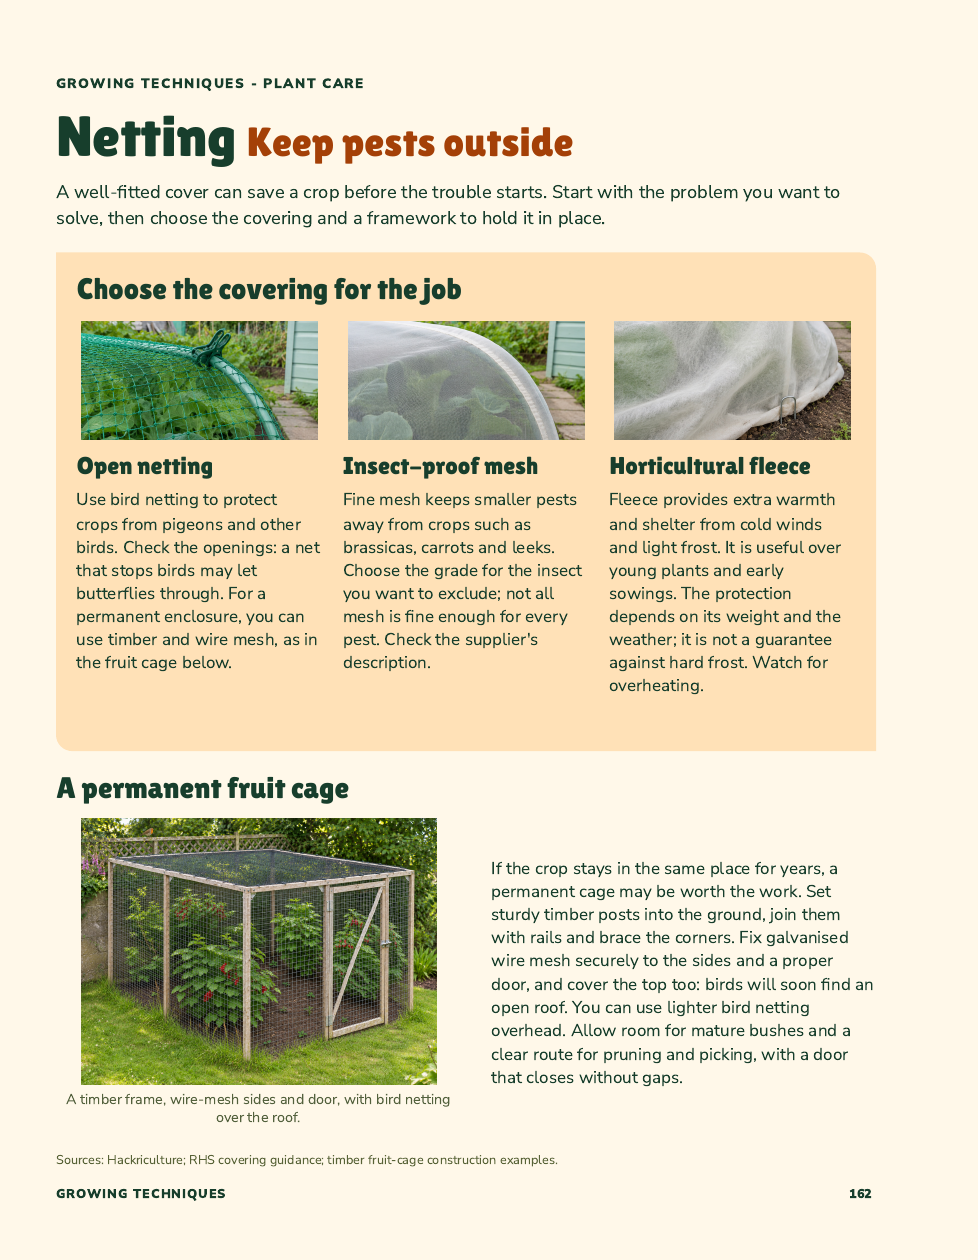 GROWING TECHNIQUES - PLANT CARE
Netting Keep pests outside
A well-fitted cover can save a crop before the trouble starts. Start with the problem you want to
solve, then choose the covering and a framework to hold it in place.
Choose the covering for the job
Open netting
Use bird netting to protect
crops from pigeons and other
birds. Check the openings: a net
that stops birds may let
butterflies through. For a
permanent enclosure, you can
use timber and wire mesh, as in
the fruit cage below.
Insect-proof mesh
Fine mesh keeps smaller pests
away from crops such as
brassicas, carrots and leeks.
Choose the grade for the insect
you want to exclude; not all
mesh is fine enough for every
pest. Check the supplier's
description.
Horticultural fleece
Fleece provides extra warmth
and shelter from cold winds
and light frost. It is useful over
young plants and early
sowings. The protection
depends on its weight and the
weather; it is not a guarantee
against hard frost. Watch for
overheating.
A permanent fruit cage
A timber frame, wire-mesh sides and door, with bird netting
over the roof.
If the crop stays in the same place for years, a
permanent cage may be worth the work. Set
sturdy timber posts into the ground, join them
with rails and brace the corners. Fix galvanised
wire mesh securely to the sides and a proper
door, and cover the top too: birds will soon find an
open roof. You can use lighter bird netting
overhead. Allow room for mature bushes and a
clear route for pruning and picking, with a door
that closes without gaps.
Sources: Hackriculture; RHS covering guidance; timber fruit-cage construction examples.
GROWING TECHNIQUES
162